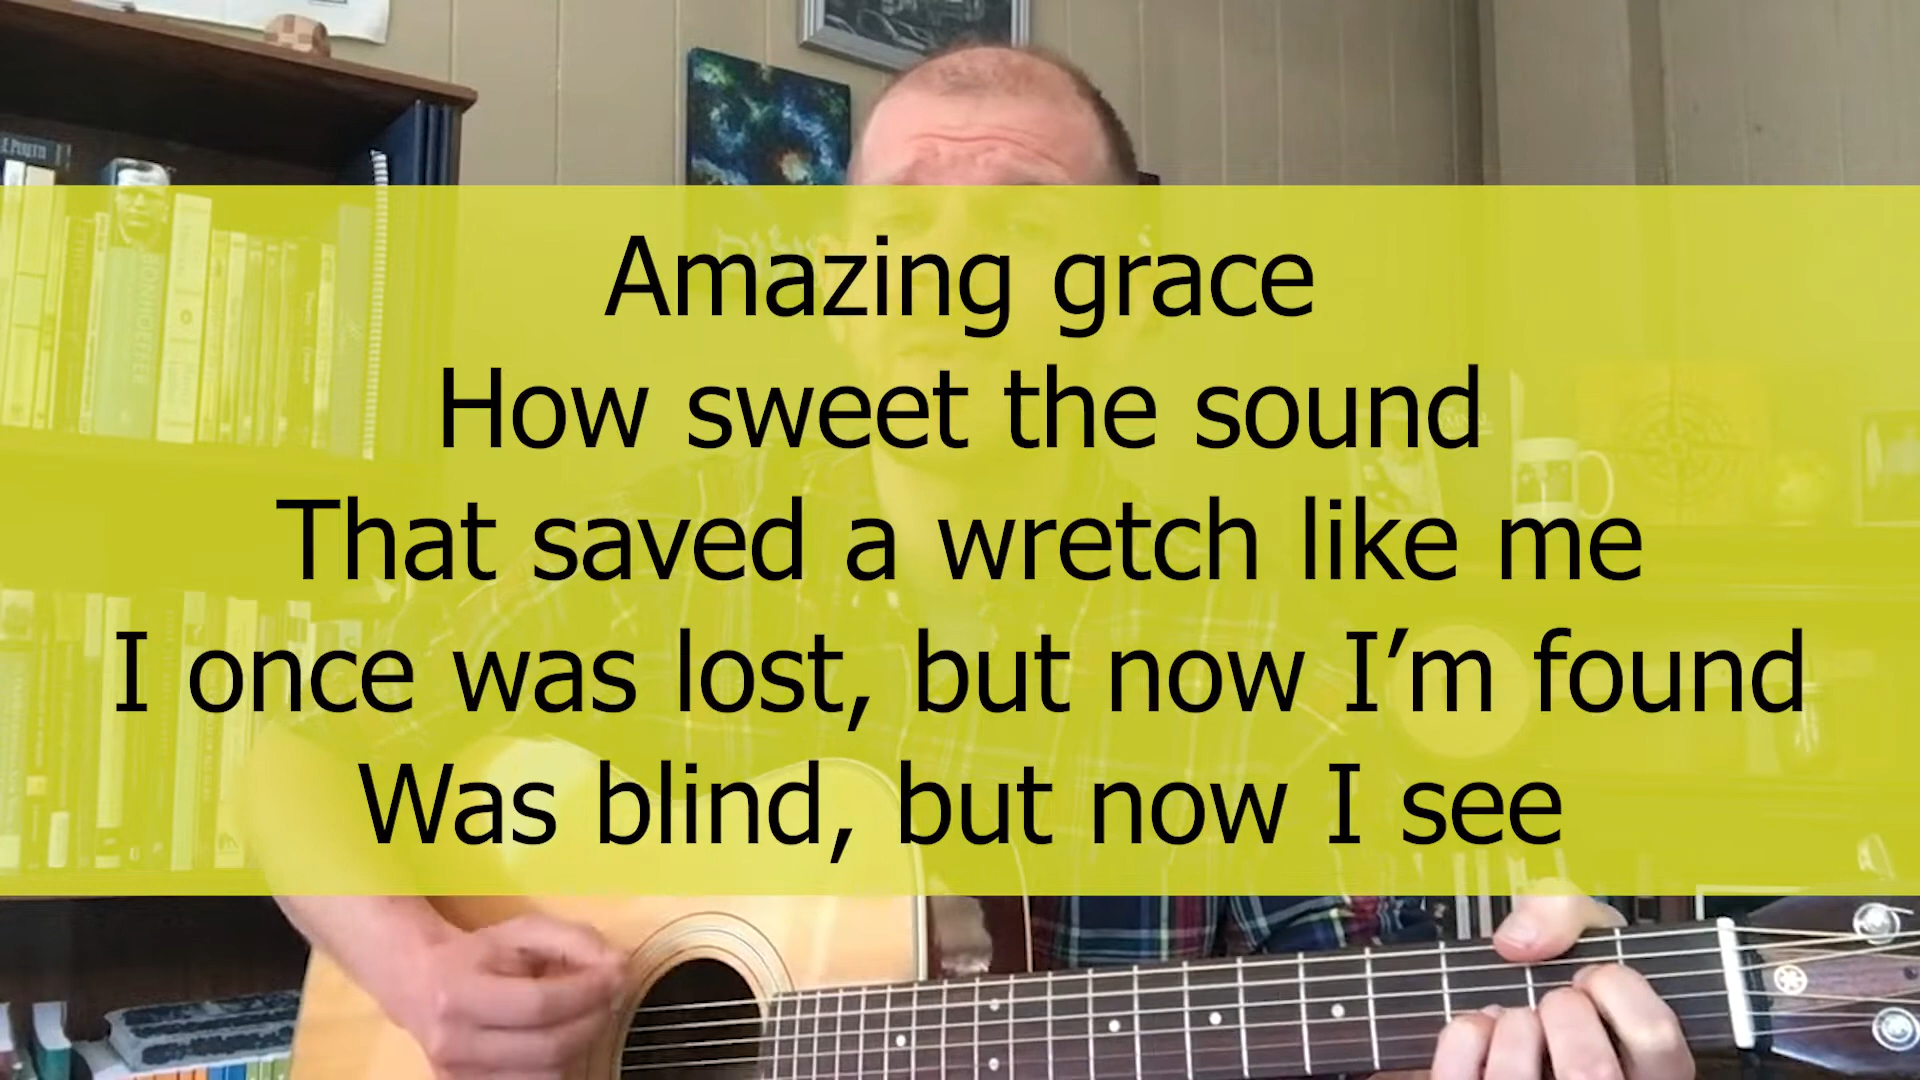 Amazing grace
How sweet the sound
That saved a wretch like me
I once was lost, but now I’m found
Was blind, but now I see
BONHOEFFER